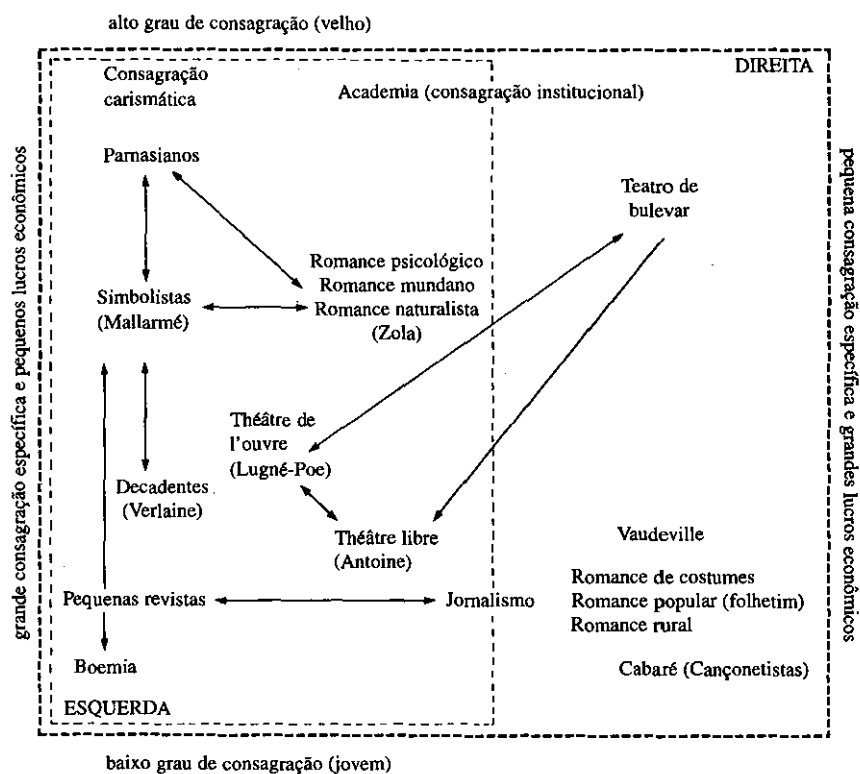 alto grau de consagração (velho)
DIREITA
Consagração
carismática
Academia (consagração institucional)
grande consagração específica e pequenos lucros econômicos
pequena consagração específica e grandes lucros econômicos
Parnasianos
Teatro de
bulevar
Romance psicológico
Romance mundano
Romance naturalista
(Zola)
Simbolistas
(Mallarmé)
Théâtre de
l'ouvre
(Lugné-Poe)
Decadentes
(Verlaine)
Théâtre libre
(Antoine)
Vaudeville
Romance de costumes
Romance popular (folhetim)
Romance rural
Pequenas revistas
Jornalismo
Boemia
Cabaré (Cançonetistas)
ESQUERDA
baixo grau de consagração (jovem)